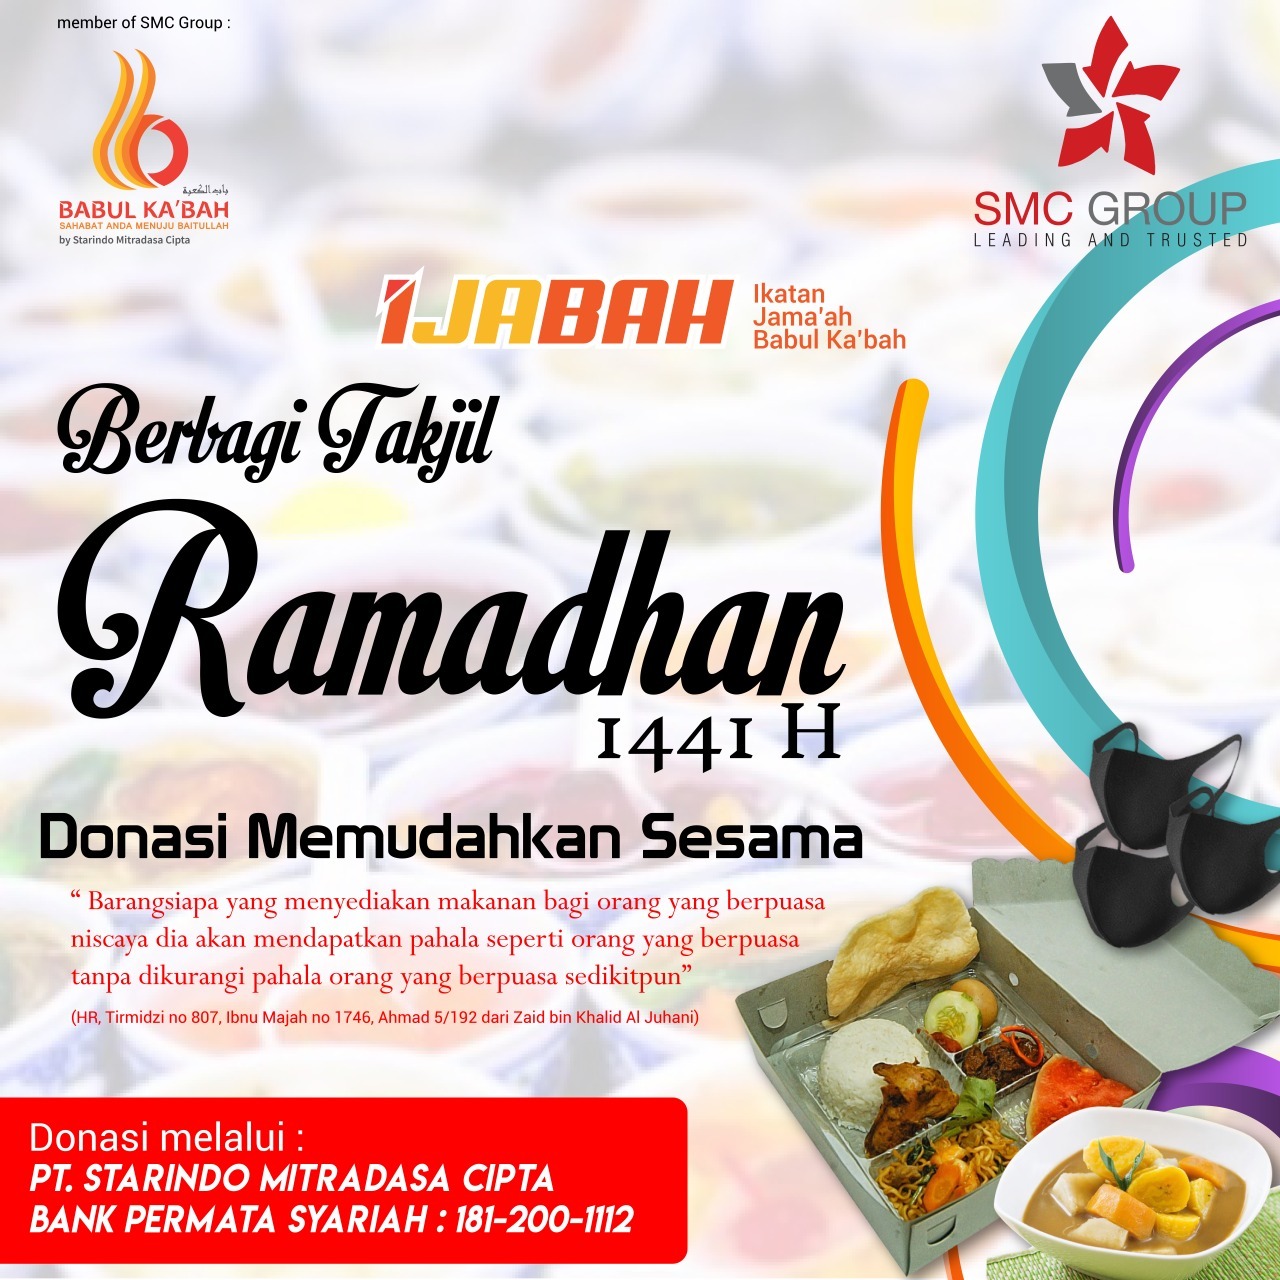 member of SMC Group :
باب الكعبة
BABUL KA'BAH
SAHABAT ANDA MENUJU BAITULLAH
by Starindo Mitradasa Cipta
SMC GROUP
LEADING AND TRUSTED
IJABAH
Ikatan
Jama'ah
Babul Ka'bah
Berbagi Takjil
Ramadhan
1441 H
Donasi Memudahkan Sesama
“ Barangsiapa yang menyediakan makanan bagi orang yang berpuasa
niscaya dia akan mendapatkan pahala seperti orang yang berpuasa
tanpa dikurangi pahala orang yang berpuasa sedikitpun”
(HR, Tirmidzi no 807, Ibnu Majah no 1746, Ahmad 5/192 dari Zaid bin Khalid Al Juhani)
Donasi melalui :
PT. STARINDO MITRADASA CIPTA
BANK PERMATA SYARIAH : 181-200-1112